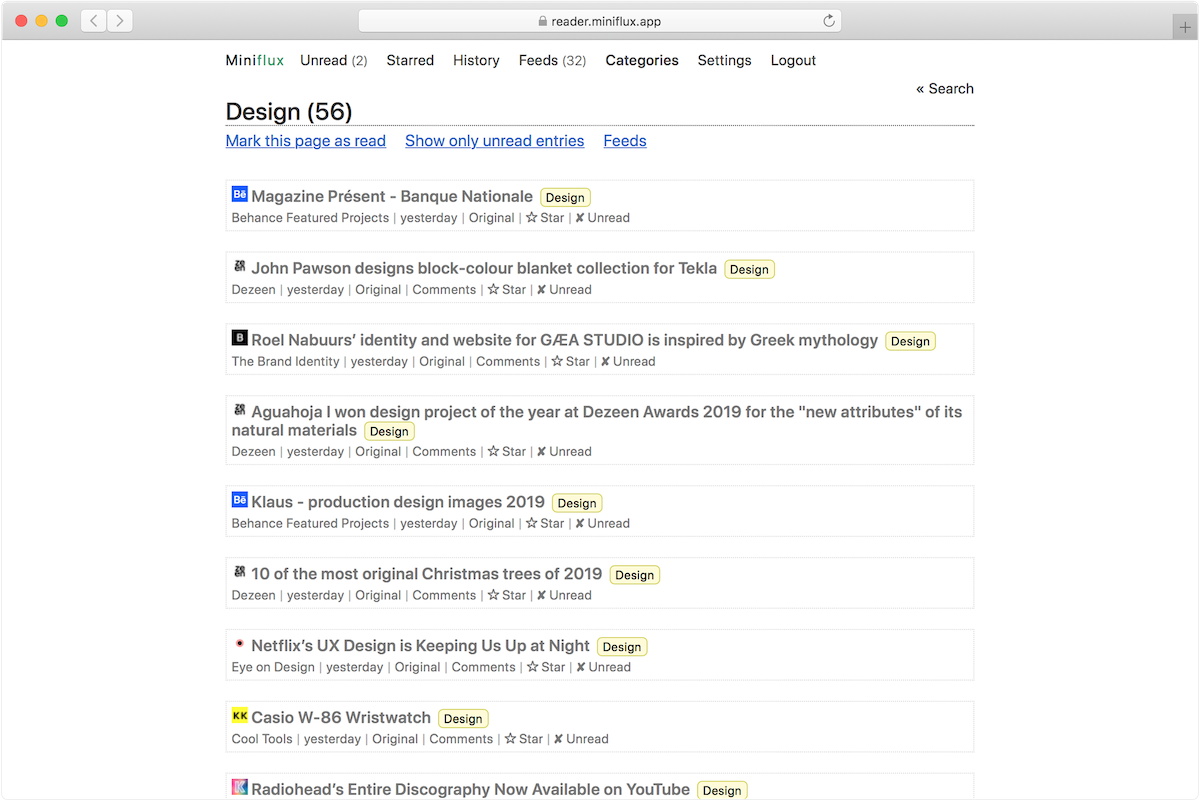 reader.miniflux.app
Miniflux Unread (2) Starred History Feeds (32) Categories Settings Logout
« Search
Design (56)
Mark this page as read Show only unread entries Feeds
Bē Magazine Présent - Banque Nationale Design
Behance Featured Projects | yesterday | Original | ☆ Star | ✘ Unread
John Pawson designs block-colour blanket collection for Tekla Design
Dezeen | yesterday | Original | Comments | ☆ Star | ✘ Unread
B Roel Nabuurs’ identity and website for GÆA STUDIO is inspired by Greek mythology Design
The Brand Identity | yesterday | Original | Comments | ☆ Star | ✘ Unread
Aguahoja I won design project of the year at Dezeen Awards 2019 for the "new attributes" of its
natural materials Design
Dezeen | yesterday | Original | Comments | ☆ Star | ✘ Unread
Bē Klaus - production design images 2019 Design
Behance Featured Projects | yesterday | Original | ☆ Star | ✘ Unread
10 of the most original Christmas trees of 2019 Design
Dezeen | yesterday | Original | Comments | ☆ Star | ✘ Unread
Netflix’s UX Design is Keeping Us Up at Night Design
Eye on Design | yesterday | Original | Comments | ☆ Star | ✘ Unread
KK Casio W-86 Wristwatch Design
Cool Tools | yesterday | Original | Comments | ☆ Star | ✘ Unread
K Radiohead’s Entire Discography Now Available on YouTube Design